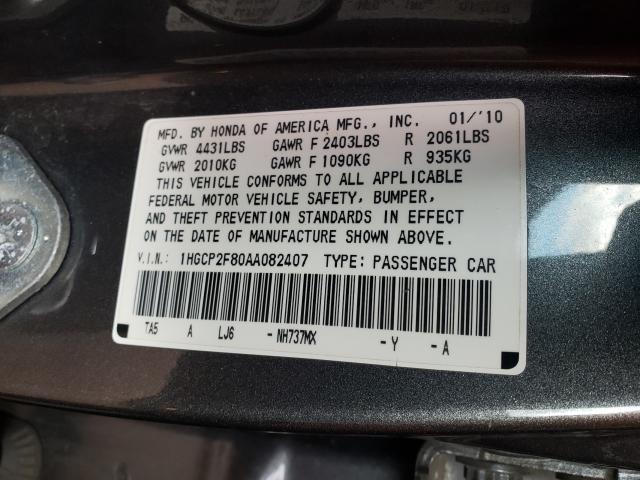 MFD. BY HONDA OF AMERICA MFG., INC. 01/'10
GVWR 4431LBS GAWR F 2403LBS R 2061LBS
GVWR 2010KG GAWR F 1090KG R 935KG
THIS VEHICLE CONFORMS TO ALL APPLICABLE
FEDERAL MOTOR VEHICLE SAFETY, BUMPER,
AND THEFT PREVENTION STANDARDS IN EFFECT
ON THE DATE OF MANUFACTURE SHOWN ABOVE.
V.I.N.: 1HGCP2F80AA082407 TYPE: PASSENGER CAR
TA5 A LJ6 -NH737MX -Y -A